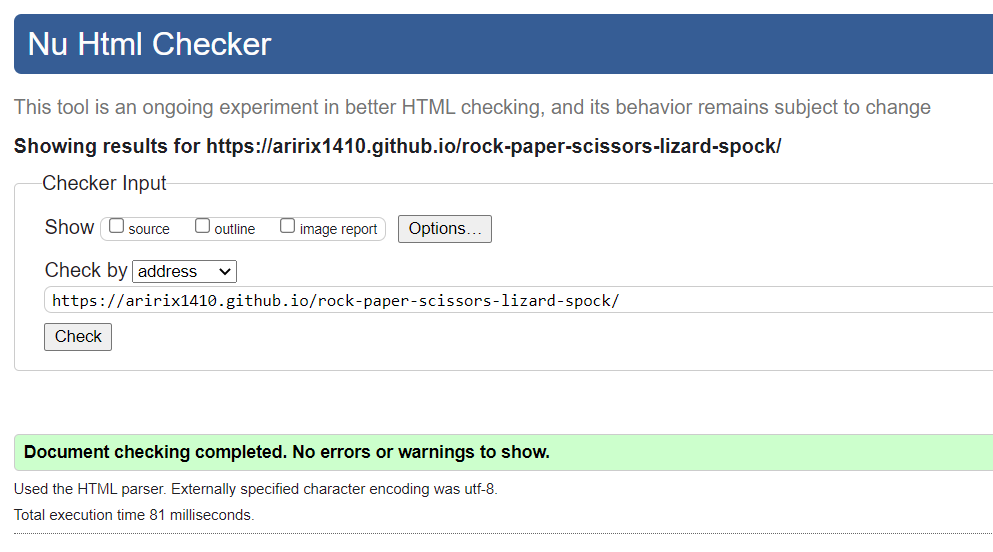 Nu Html Checker
This tool is an ongoing experiment in better HTML checking, and its behavior remains subject to change
Showing results for https://aririx1410.github.io/rock-paper-scissors-lizard-spock/
Checker Input
Show source outline image report Options...
Check by address
https://aririx1410.github.io/rock-paper-scissors-lizard-spock/
Check
Document checking completed. No errors or warnings to show.
Used the HTML parser. Externally specified character encoding was utf-8.
Total execution time 81 milliseconds.